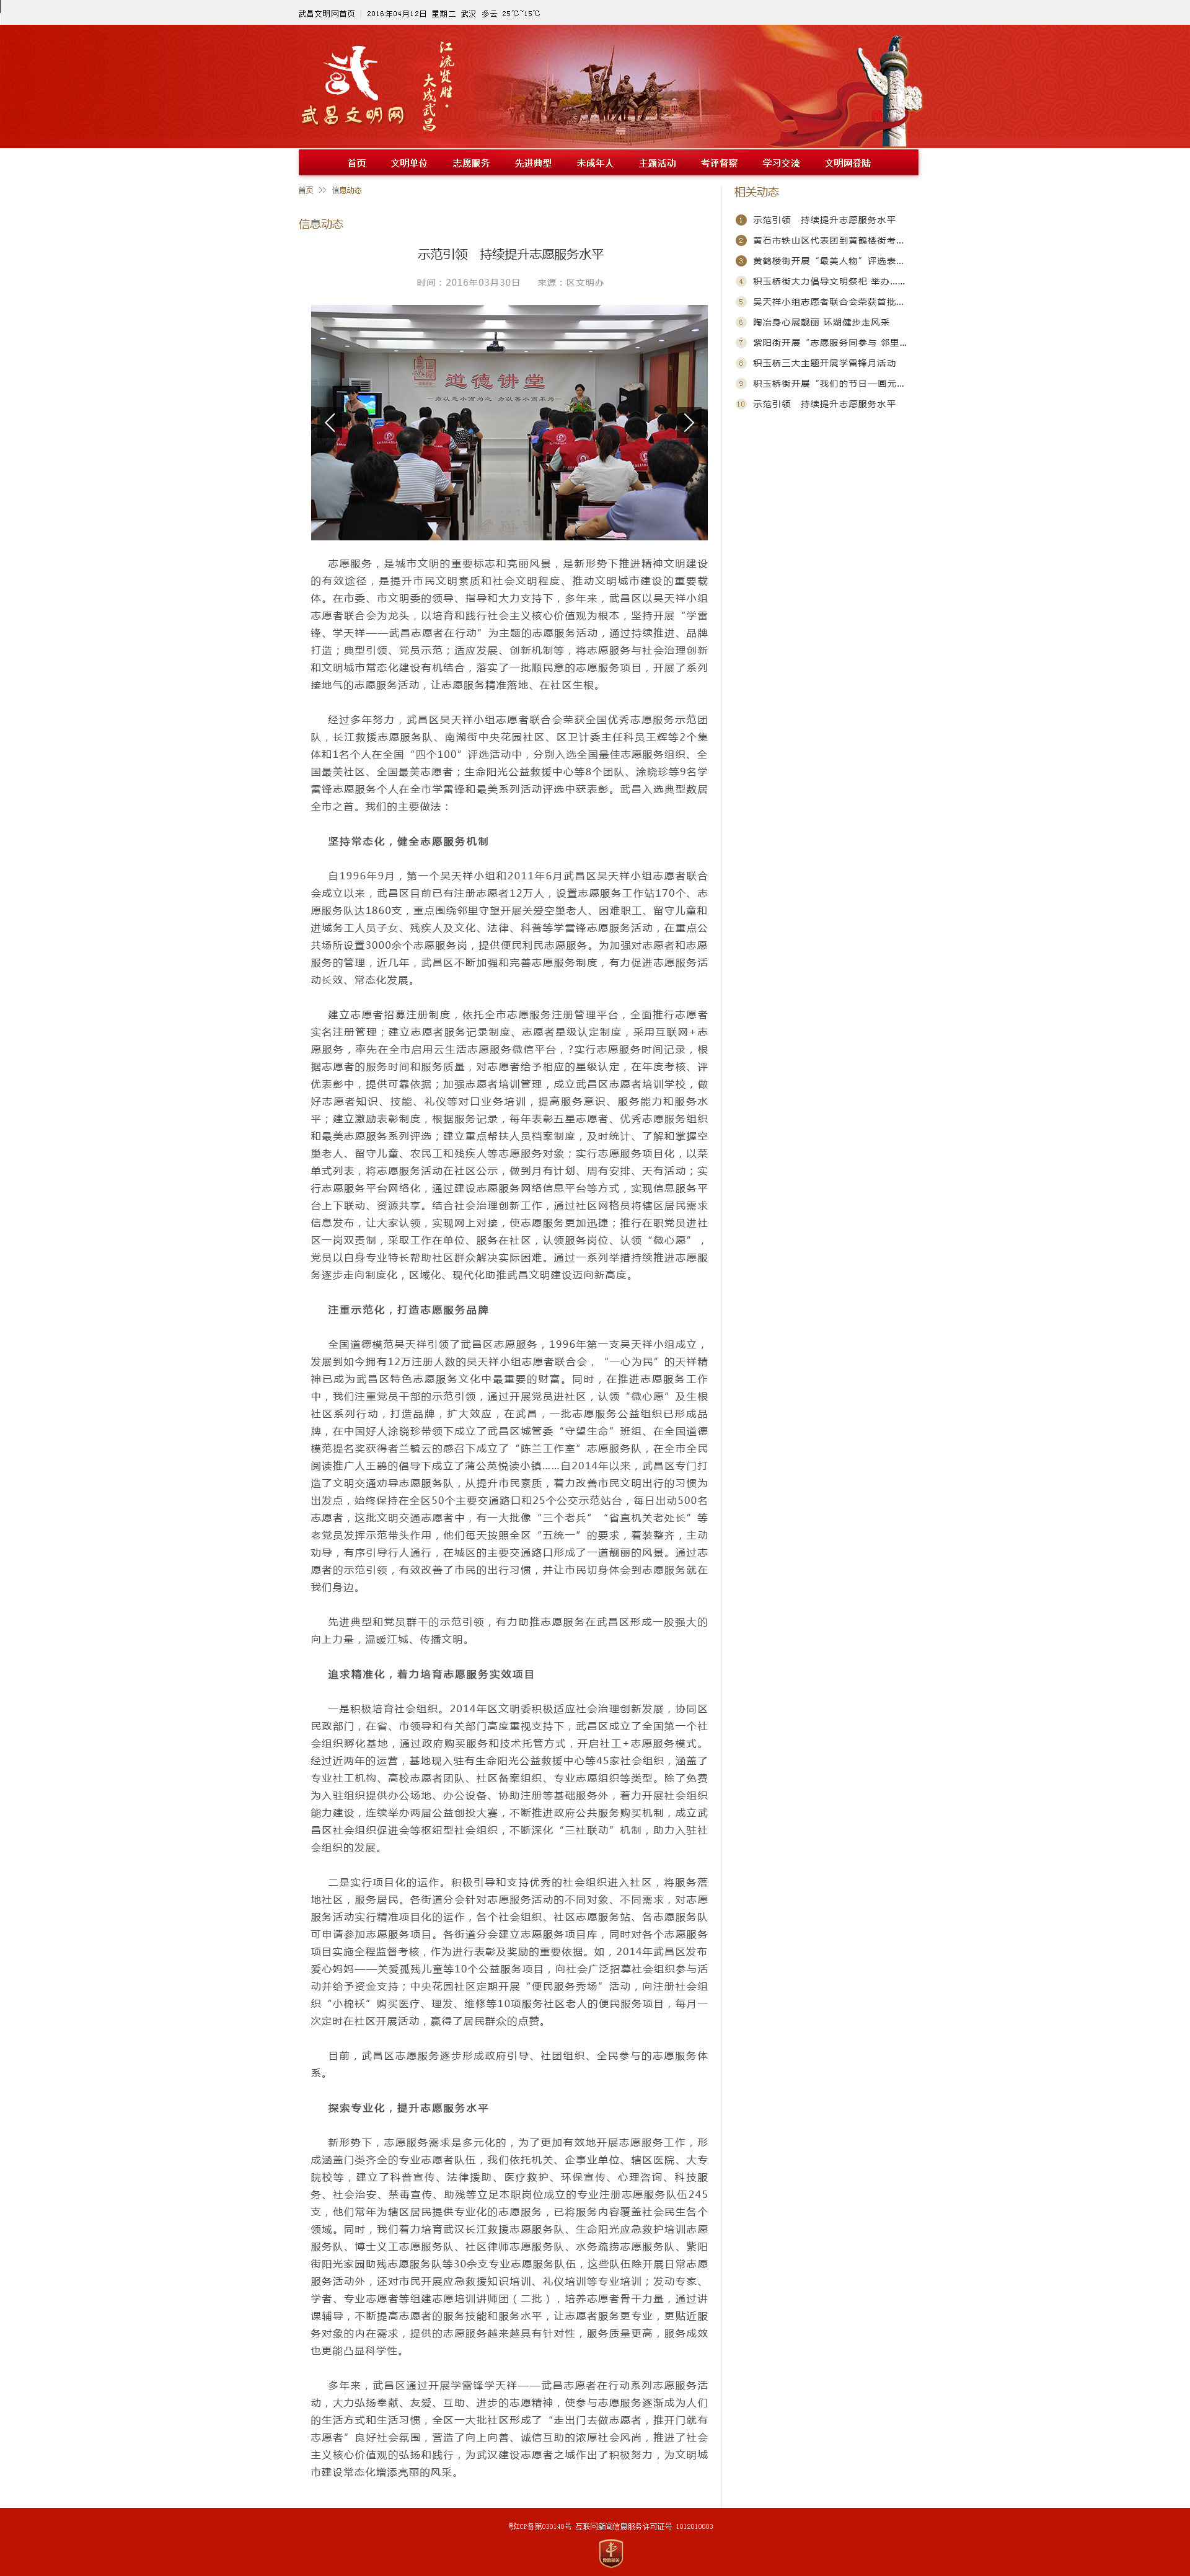 武昌文明网首页 2016年04月12日 星期二 武汉 多云 25℃~15℃
武昌文明网
江流贤胜·
大成武昌
首页 文明单位 志愿服务 先进典型 未成年人 主题活动 考评督察 学习交流 文明网登陆
首页 >> 信息动态
信息动态
示范引领 持续提升志愿服务水平
时间：2016年03月30日 来源：区文明办
道德讲堂
志愿服务，是城市文明的重要标志和亮丽风景，是新形势下推进精神文明建设
的有效途径，是提升市民文明素质和社会文明程度、推动文明城市建设的重要载
体。在市委、市文明委的领导、指导和大力支持下，多年来，武昌区以吴天祥小组
志愿者联合会为龙头，以培育和践行社会主义核心价值观为根本，坚持开展“学雷
锋、学天祥——武昌志愿者在行动”为主题的志愿服务活动，通过持续推进、品牌
打造；典型引领、党员示范；适应发展、创新机制等，将志愿服务与社会治理创新
和文明城市常态化建设有机结合，落实了一批顺民意的志愿服务项目，开展了系列
接地气的志愿服务活动，让志愿服务精准落地、在社区生根。
经过多年努力，武昌区吴天祥小组志愿者联合会荣获全国优秀志愿服务示范团
队，长江救援志愿服务队、南湖街中央花园社区、区卫计委主任科员王辉等2个集
体和1名个人在全国“四个100”评选活动中，分别入选全国最佳志愿服务组织、全
国最美社区、全国最美志愿者；生命阳光公益救援中心等8个团队、涂晓珍等9名学
雷锋志愿服务个人在全市学雷锋和最美系列活动评选中获表彰。武昌入选典型数居
全市之首。我们的主要做法：
坚持常态化，健全志愿服务机制
自1996年9月，第一个吴天祥小组和2011年6月武昌区吴天祥小组志愿者联合
会成立以来，武昌区目前已有注册志愿者12万人，设置志愿服务工作站170个、志
愿服务队达1860支，重点围绕邻里守望开展关爱空巢老人、困难职工、留守儿童和
进城务工人员子女、残疾人及文化、法律、科普等学雷锋志愿服务活动，在重点公
共场所设置3000余个志愿服务岗，提供便民利民志愿服务。为加强对志愿者和志愿
服务的管理，近几年，武昌区不断加强和完善志愿服务制度，有力促进志愿服务活
动长效、常态化发展。
建立志愿者招募注册制度，依托全市志愿服务注册管理平台，全面推行志愿者
实名注册管理；建立志愿者服务记录制度、志愿者星级认定制度，采用互联网+志
愿服务，率先在全市启用云生活志愿服务微信平台，?实行志愿服务时间记录，根
据志愿者的服务时间和服务质量，对志愿者给予相应的星级认定，在年度考核、评
优表彰中，提供可靠依据；加强志愿者培训管理，成立武昌区志愿者培训学校，做
好志愿者知识、技能、礼仪等对口业务培训，提高服务意识、服务能力和服务水
平；建立激励表彰制度，根据服务记录，每年表彰五星志愿者、优秀志愿服务组织
和最美志愿服务系列评选；建立重点帮扶人员档案制度，及时统计、了解和掌握空
巢老人、留守儿童、农民工和残疾人等志愿服务对象；实行志愿服务项目化，以菜
单式列表，将志愿服务活动在社区公示，做到月有计划、周有安排、天有活动；实
行志愿服务平台网络化，通过建设志愿服务网络信息平台等方式，实现信息服务平
台上下联动、资源共享。结合社会治理创新工作，通过社区网格员将辖区居民需求
信息发布，让大家认领，实现网上对接，使志愿服务更加迅捷；推行在职党员进社
区一岗双责制，采取工作在单位、服务在社区，认领服务岗位、认领“微心愿”，
党员以自身专业特长帮助社区群众解决实际困难。通过一系列举措持续推进志愿服
务逐步走向制度化，区域化、现代化助推武昌文明建设迈向新高度。
注重示范化，打造志愿服务品牌
全国道德模范吴天祥引领了武昌区志愿服务，1996年第一支吴天祥小组成立，
发展到如今拥有12万注册人数的吴天祥小组志愿者联合会，“一心为民”的天祥精
神已成为武昌区特色志愿服务文化中最重要的财富。同时，在推进志愿服务工作
中，我们注重党员干部的示范引领，通过开展党员进社区，认领“微心愿”及生根
社区系列行动，打造品牌，扩大效应，在武昌，一批志愿服务公益组织已形成品
牌，在中国好人涂晓珍带领下成立了武昌区城管委“守望生命”班组、在全国道德
模范提名奖获得者兰毓云的感召下成立了“陈兰工作室”志愿服务队，在全市全民
阅读推广人王鹂的倡导下成立了蒲公英悦读小镇……自2014年以来，武昌区专门打
造了文明交通劝导志愿服务队，从提升市民素质，着力改善市民文明出行的习惯为
出发点，始终保持在全区50个主要交通路口和25个公交示范站台，每日出动500名
志愿者，这批文明交通志愿者中，有一大批像“三个老兵”“省直机关老处长”等
老党员发挥示范带头作用，他们每天按照全区“五统一”的要求，着装整齐，主动
劝导，有序引导行人通行，在城区的主要交通路口形成了一道靓丽的风景。通过志
愿者的示范引领，有效改善了市民的出行习惯，并让市民切身体会到志愿服务就在
我们身边。
先进典型和党员群干的示范引领，有力助推志愿服务在武昌区形成一股强大的
向上力量，温暖江城、传播文明。
追求精准化，着力培育志愿服务实效项目
一是积极培育社会组织。2014年区文明委积极适应社会治理创新发展，协同区
民政部门，在省、市领导和有关部门高度重视支持下，武昌区成立了全国第一个社
会组织孵化基地，通过政府购买服务和技术托管方式，开启社工+志愿服务模式。
经过近两年的运营，基地现入驻有生命阳光公益救援中心等45家社会组织，涵盖了
专业社工机构、高校志愿者团队、社区备案组织、专业志愿组织等类型。除了免费
为入驻组织提供办公场地、办公设备、协助注册等基础服务外，着力开展社会组织
能力建设，连续举办两届公益创投大赛，不断推进政府公共服务购买机制，成立武
昌区社会组织促进会等枢纽型社会组织，不断深化“三社联动”机制，助力入驻社
会组织的发展。
二是实行项目化的运作。积极引导和支持优秀的社会组织进入社区，将服务落
地社区，服务居民。各街道分会针对志愿服务活动的不同对象、不同需求，对志愿
服务活动实行精准项目化的运作，各个社会组织、社区志愿服务站、各志愿服务队
可申请参加志愿服务项目。各街道分会建立志愿服务项目库，同时对各个志愿服务
项目实施全程监督考核，作为进行表彰及奖励的重要依据。如，2014年武昌区发布
爱心妈妈——关爱孤残儿童等10个公益服务项目，向社会广泛招募社会组织参与活
动并给予资金支持；中央花园社区定期开展“便民服务秀场”活动，向注册社会组
织“小棉袄”购买医疗、理发、维修等10项服务社区老人的便民服务项目，每月一
次定时在社区开展活动，赢得了居民群众的点赞。
目前，武昌区志愿服务逐步形成政府引导、社团组织、全民参与的志愿服务体
系。
探索专业化，提升志愿服务水平
新形势下，志愿服务需求是多元化的，为了更加有效地开展志愿服务工作，形
成涵盖门类齐全的专业志愿者队伍，我们依托机关、企事业单位、辖区医院、大专
院校等，建立了科普宣传、法律援助、医疗救护、环保宣传、心理咨询、科技服
务、社会治安、禁毒宣传、助残等立足本职岗位成立的专业注册志愿服务队伍245
支，他们常年为辖区居民提供专业化的志愿服务，已将服务内容覆盖社会民生各个
领域。同时，我们着力培育武汉长江救援志愿服务队、生命阳光应急救护培训志愿
服务队、博士义工志愿服务队、社区律师志愿服务队、水务疏捞志愿服务队、紫阳
街阳光家园助残志愿服务队等30余支专业志愿服务队伍，这些队伍除开展日常志愿
服务活动外，还对市民开展应急救援知识培训、礼仪培训等专业培训；发动专家、
学者、专业志愿者等组建志愿培训讲师团（二批），培养志愿者骨干力量，通过讲
课辅导，不断提高志愿者的服务技能和服务水平，让志愿者服务更专业，更贴近服
务对象的内在需求，提供的志愿服务越来越具有针对性，服务质量更高，服务成效
也更能凸显科学性。
多年来，武昌区通过开展学雷锋学天祥——武昌志愿者在行动系列志愿服务活
动，大力弘扬奉献、友爱、互助、进步的志愿精神，使参与志愿服务逐渐成为人们
的生活方式和生活习惯，全区一大批社区形成了“走出门去做志愿者，推开门就有
志愿者”良好社会氛围，营造了向上向善、诚信互助的浓厚社会风尚，推进了社会
主义核心价值观的弘扬和践行，为武汉建设志愿者之城作出了积极努力，为文明城
市建设常态化增添亮丽的风采。
相关动态
1 示范引领 持续提升志愿服务水平
2 黄石市铁山区代表团到黄鹤楼街考...
3 黄鹤楼街开展“最美人物”评选表...
4 积玉桥街大力倡导文明祭祀 举办......
5 吴天祥小组志愿者联合会荣获首批...
6 陶冶身心展靓丽 环湖健步走风采
7 紫阳街开展“志愿服务同参与 邻里...
8 积玉桥三大主题开展学雷锋月活动
9 积玉桥街开展“我们的节日—画元...
10 示范引领 持续提升志愿服务水平
鄂ICP备第030140号 互联网新闻信息服务许可证号 1012010003